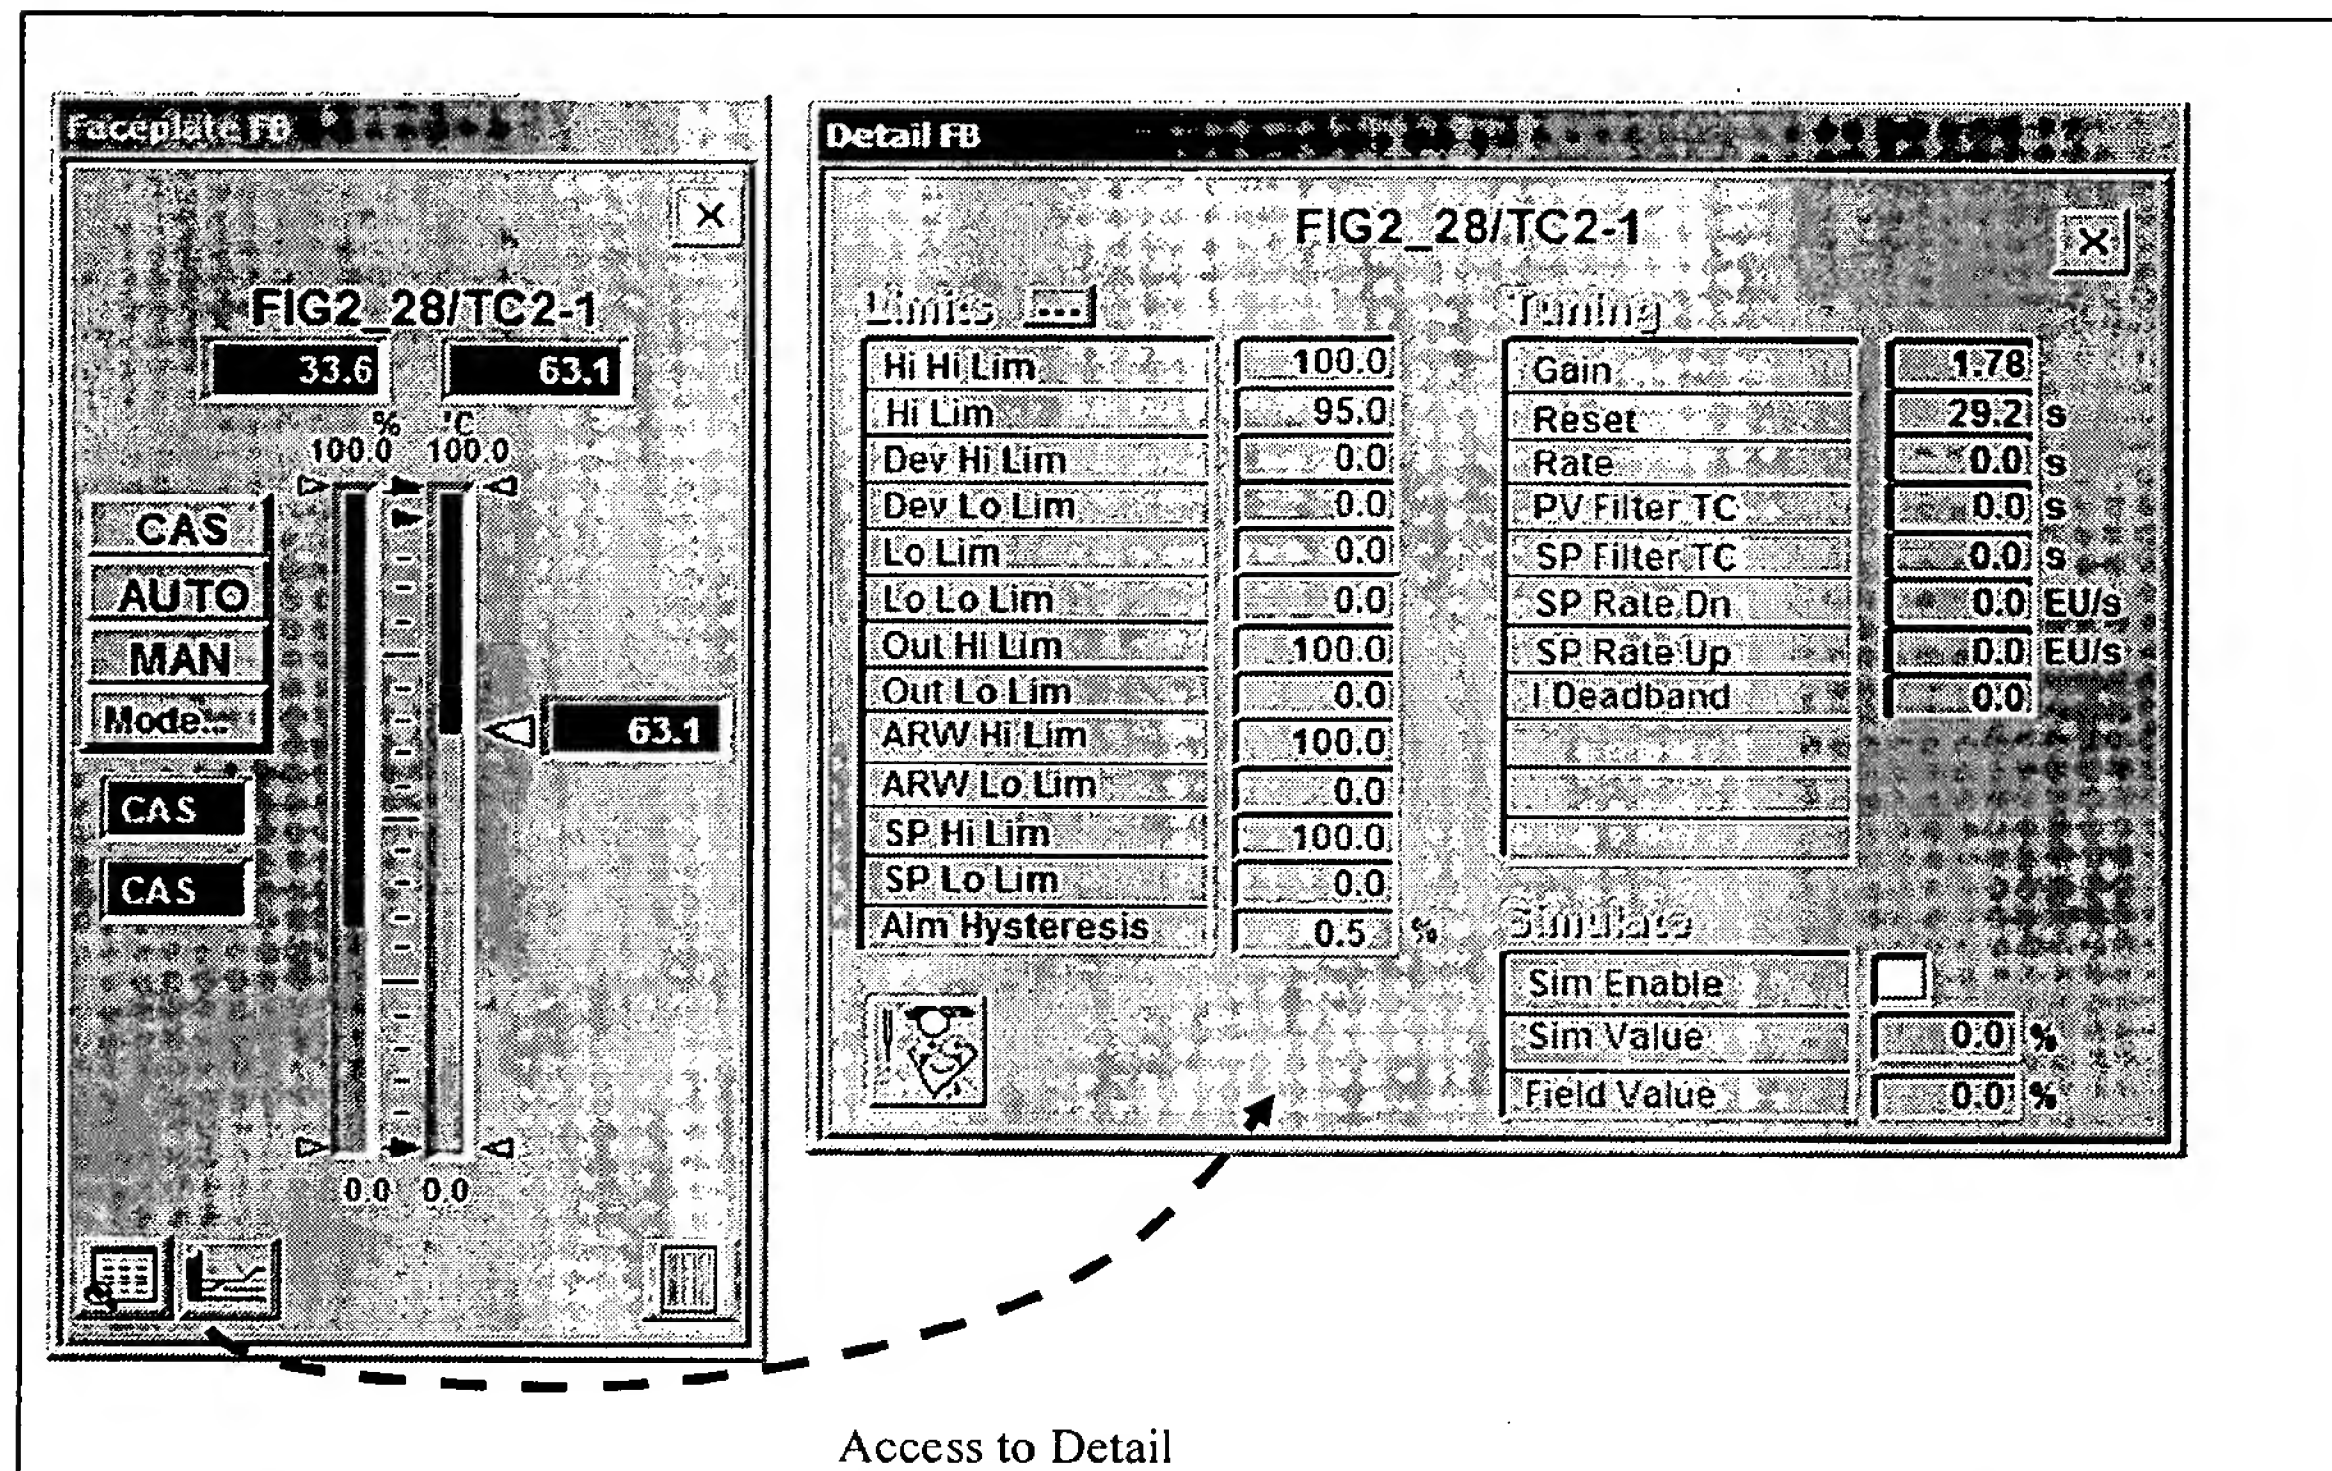 Faceplate FB
FIG2_28/TC2-1
33.6 63.1
% °C
100.0 100.0
CAS
AUTO
MAN
Mode...
63.1
CAS
CAS
0.0 0.0
Detail FB
FIG2_28/TC2-1
Limits ...
Hi Hi Lim 100.0
Hi Lim 95.0
Dev Hi Lim 0.0
Dev Lo Lim 0.0
Lo Lim 0.0
Lo Lo Lim 0.0
Out Hi Lim 100.0
Out Lo Lim 0.0
ARW Hi Lim 100.0
ARW Lo Lim 0.0
SP Hi Lim 100.0
SP Lo Lim 0.0
Alm Hysteresis 0.5 %
Tuning
Gain 1.78
Reset 29.2 s
Rate 0.0 s
PV Filter TC 0.0 s
SP Filter TC 0.0 s
SP Rate Dn 0.0 EU/s
SP Rate Up 0.0 EU/s
I Deadband 0.0
Simulate
Sim Enable
Sim Value 0.0 %
Field Value 0.0 %
Access to Detail